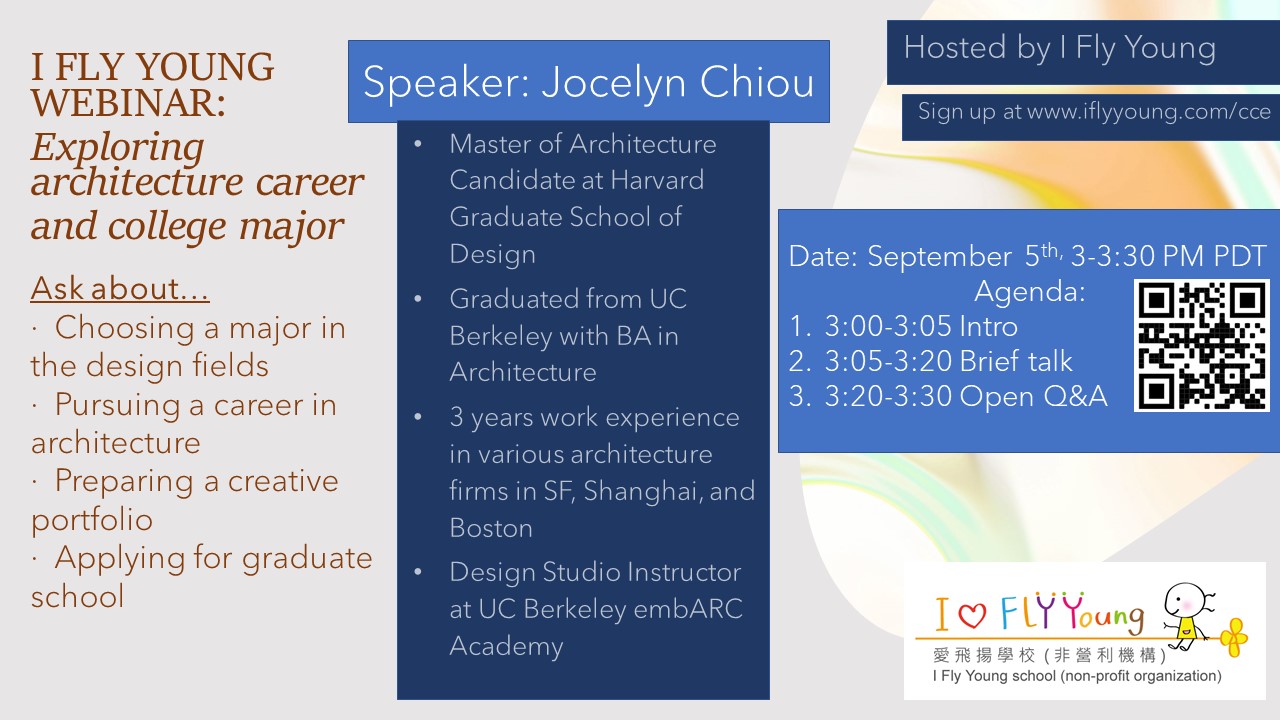 I FLY YOUNG
WEBINAR:
Exploring
architecture career
and college major
Ask about…
· Choosing a major in
the design fields
· Pursuing a career in
architecture
· Preparing a creative
portfolio
· Applying for graduate
school
Speaker: Jocelyn Chiou
• Master of Architecture
Candidate at Harvard
Graduate School of
Design
• Graduated from UC
Berkeley with BA in
Architecture
• 3 years work experience
in various architecture
firms in SF, Shanghai, and
Boston
• Design Studio Instructor
at UC Berkeley embARC
Academy
Hosted by I Fly Young
Sign up at www.iflyyoung.com/cce
Date: September 5th, 3-3:30 PM PDT
Agenda:
1. 3:00-3:05 Intro
2. 3:05-3:20 Brief talk
3. 3:20-3:30 Open Q&A
I ♡ FLY Young
愛飛揚學校 (非營利機構)
I Fly Young school (non-profit organization)